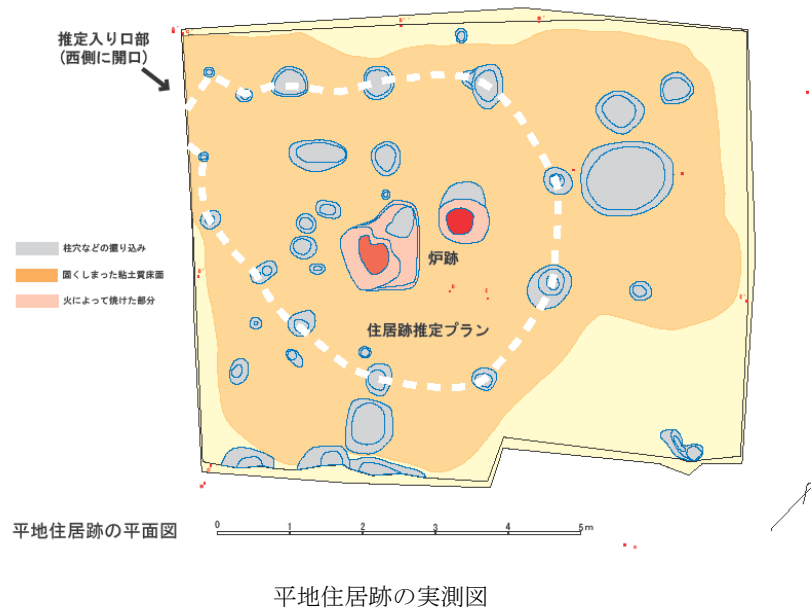 推定入り口部
(西側に開口)
柱穴などの掘り込み
固くしまった粘土質床面
火によって焼けた部分
炉跡
住居跡推定プラン
平地住居跡の平面図
0 1 2 3 4 5m
平地住居跡の実測図